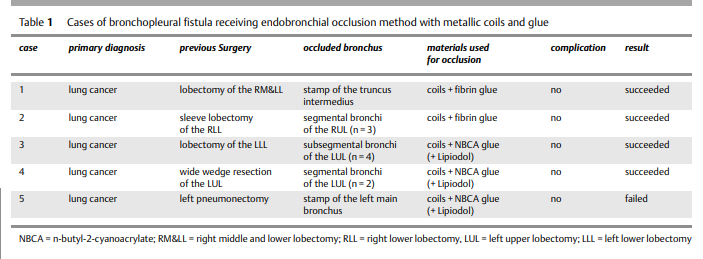 Table 1 Cases of bronchopleural fistula receiving endobronchial occlusion method with metallic coils and glue
case primary diagnosis previous Surgery occluded bronchus materials used for occlusion complication result
1 lung cancer lobectomy of the RM&LL stamp of the truncus intermedius coils + fibrin glue no succeeded
2 lung cancer sleeve lobectomy of the RLL segmental bronchi of the RUL (n = 3) coils + fibrin glue no succeeded
3 lung cancer lobectomy of the LLL subsegmental bronchi of the LUL (n = 4) coils + NBCA glue (+ Lipiodol) no succeeded
4 lung cancer wide wedge resection of the LUL segmental bronchi of the LUL (n = 2) coils + NBCA glue (+ Lipiodol) no succeeded
5 lung cancer left pneumonectomy stamp of the left main bronchus coils + NBCA glue (+ Lipiodol) no failed
NBCA = n-butyl-2-cyanoacrylate; RM&LL = right middle and lower lobectomy; RLL = right lower lobectomy, LUL = left upper lobectomy; LLL = left lower lobectomy